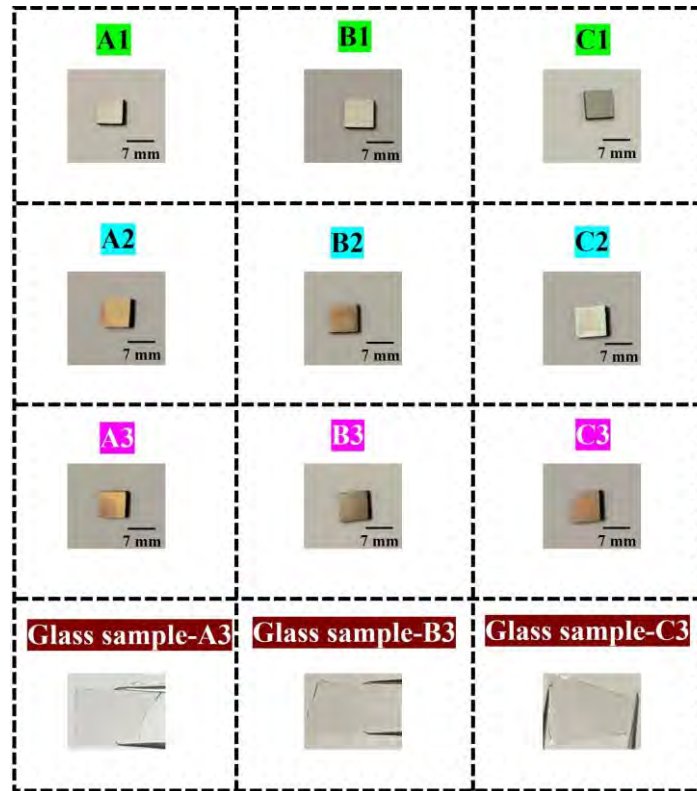 A1
B1
C1
7 mm
7 mm
7 mm
A2
B2
C2
7 mm
7 mm
7 mm
A3
B3
C3
7 mm
7 mm
7 mm
Glass sample-A3
Glass sample-B3
Glass sample-C3